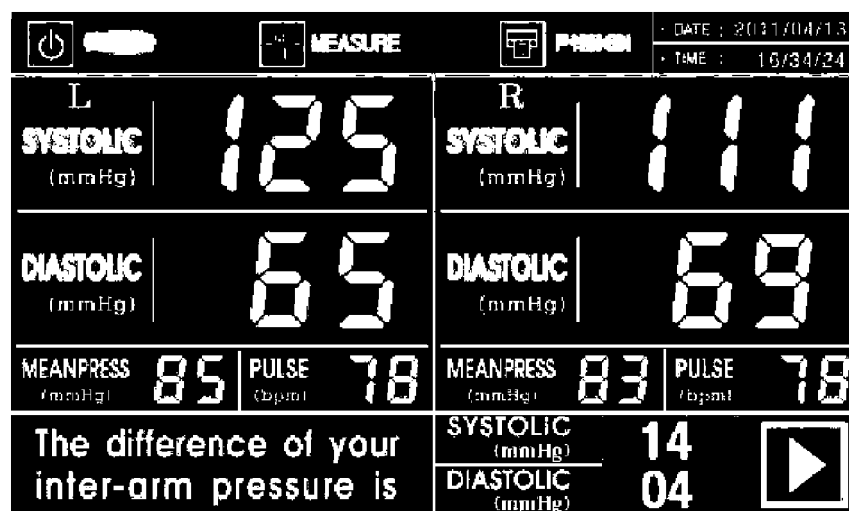 MEASURE
DATE : 2011/04/13
TIME : 16/34/24
L
SYSTOLIC
(mmHg)
125
R
SYSTOLIC
(mmHg)
111
DIASTOLIC
(mmHg)
65
DIASTOLIC
(mmHg)
69
MEANPRESS
(mmHg)
85
PULSE
(bpm)
78
MEANPRESS
(mmHg)
83
PULSE
(bpm)
78
The difference of your
inter-arm pressure is
SYSTOLIC
(mmHg)
14
DIASTOLIC
(mmHg)
04